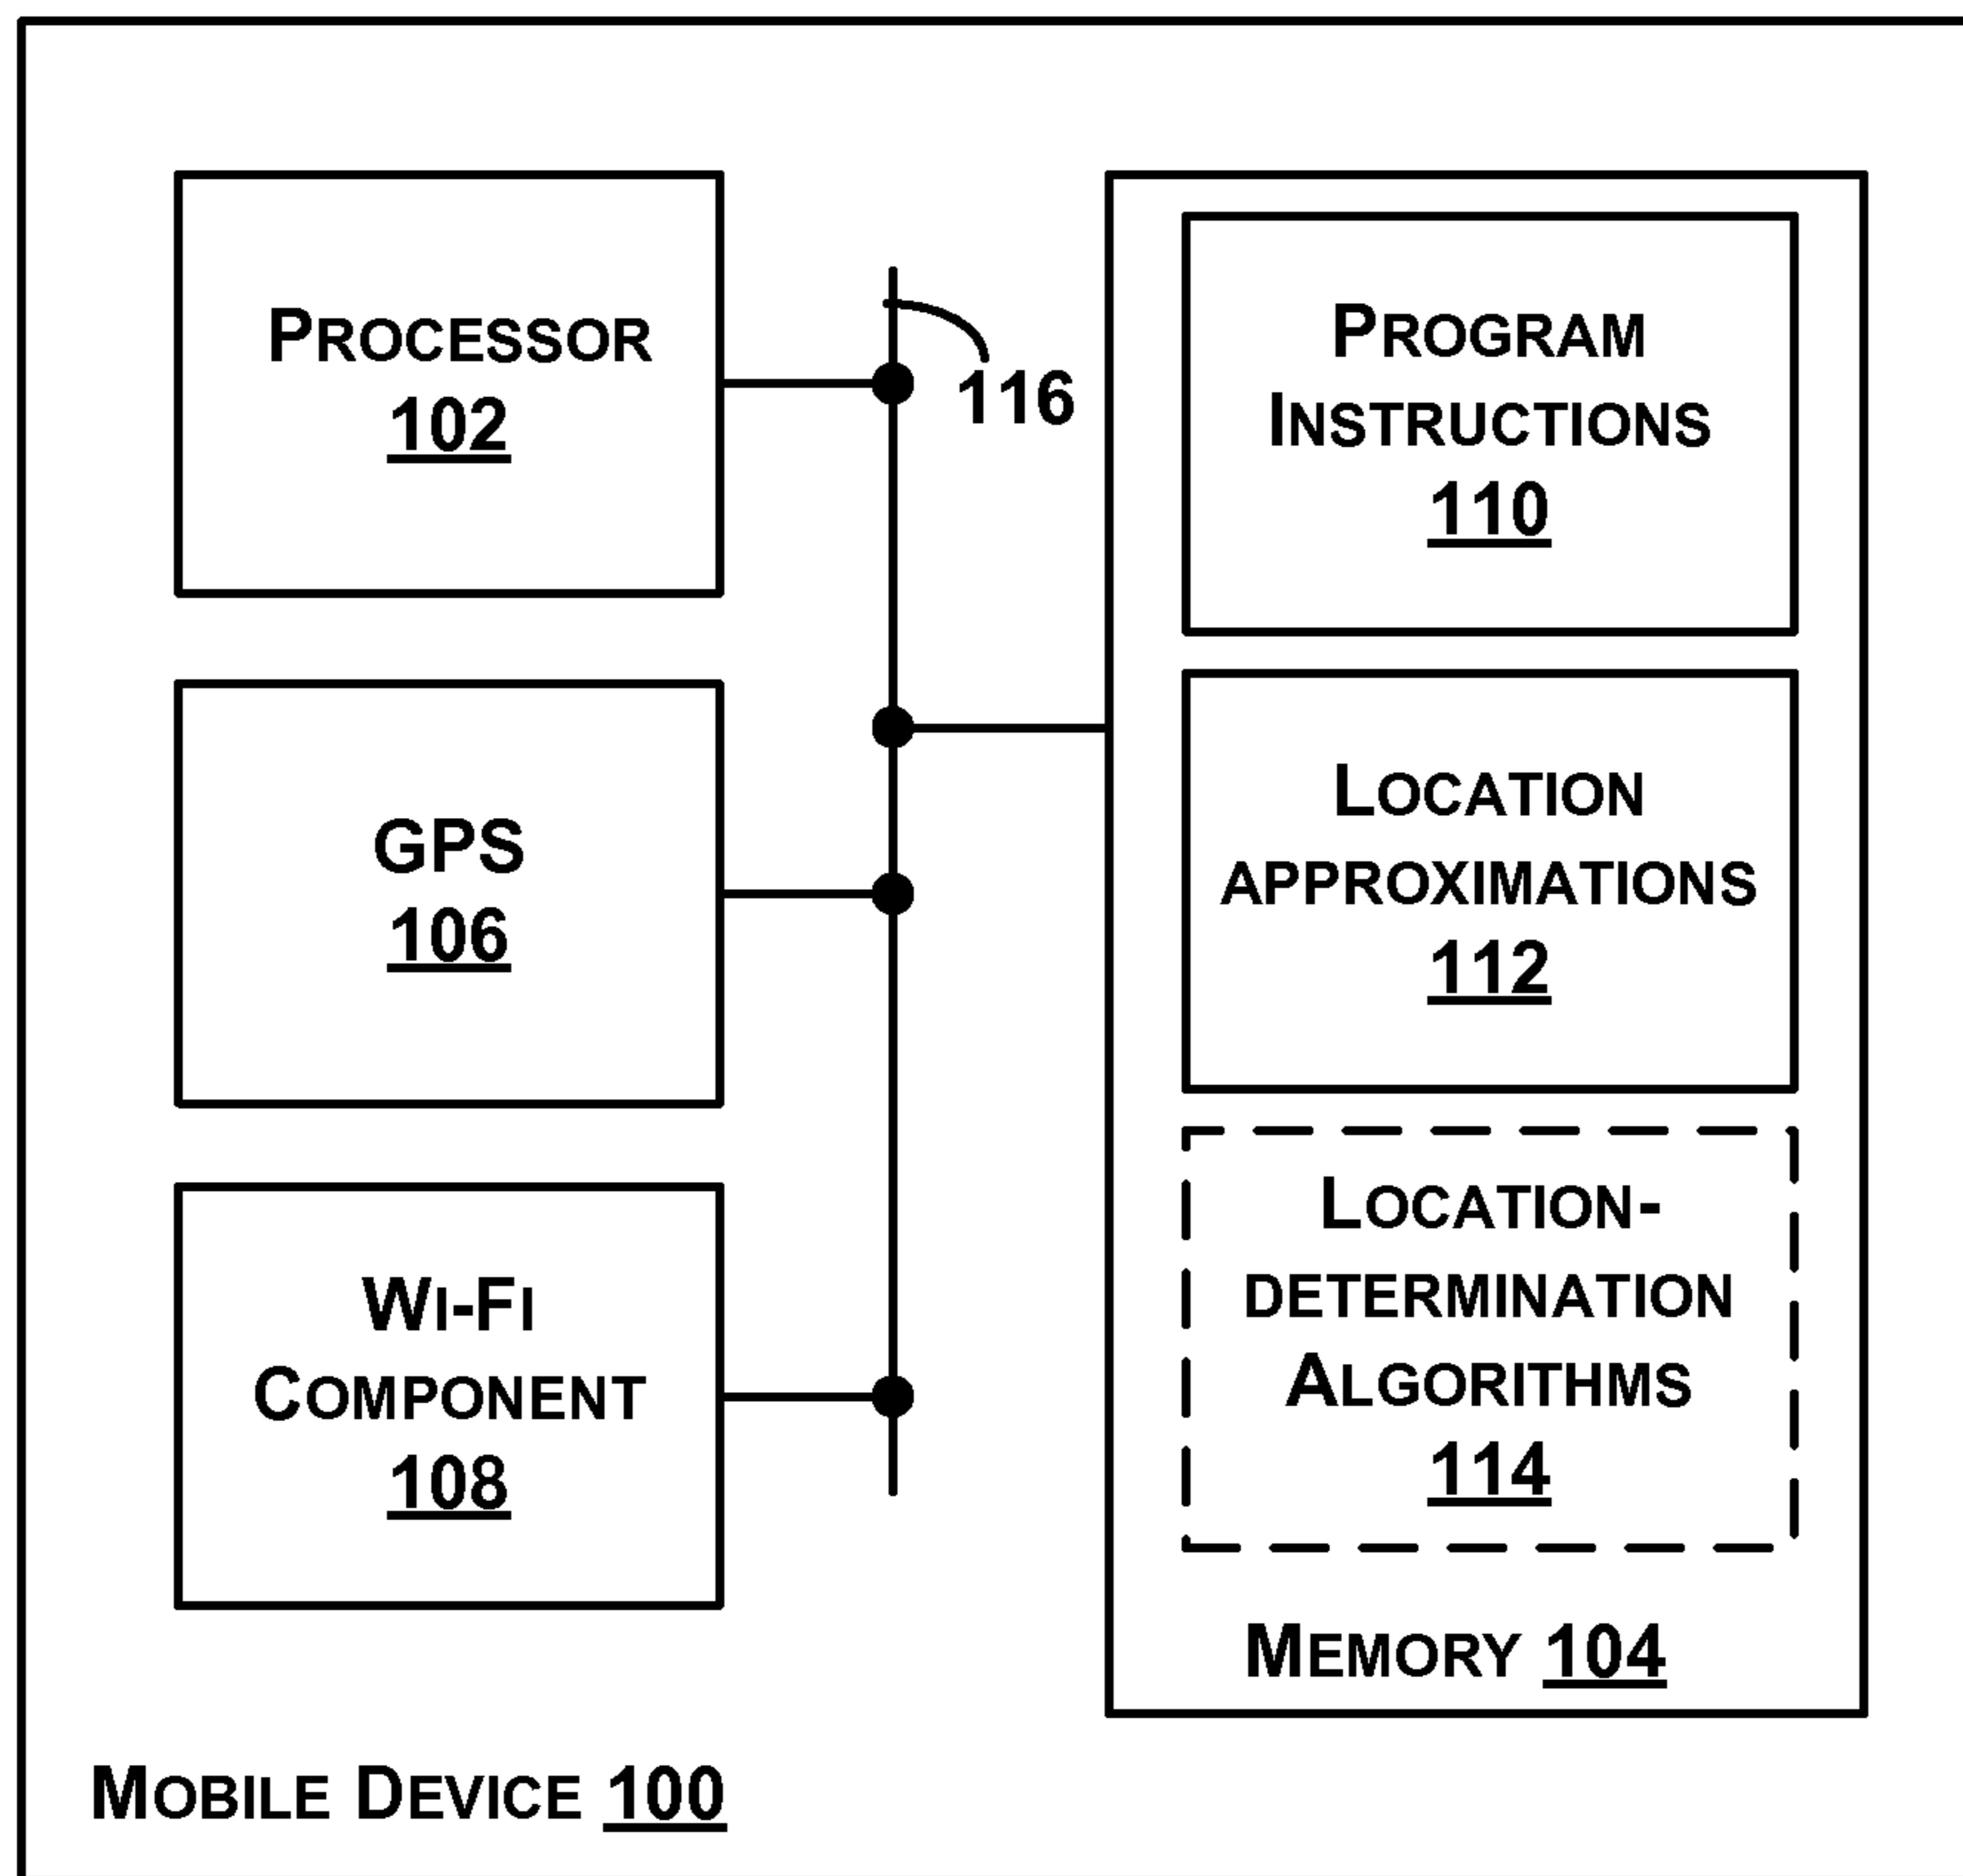 PROCESSOR
102
116
GPS
106
WI-FI
COMPONENT
108
PROGRAM
INSTRUCTIONS
110
LOCATION
APPROXIMATIONS
112
LOCATION-
DETERMINATION
ALGORITHMS
114
MEMORY 104
MOBILE DEVICE 100